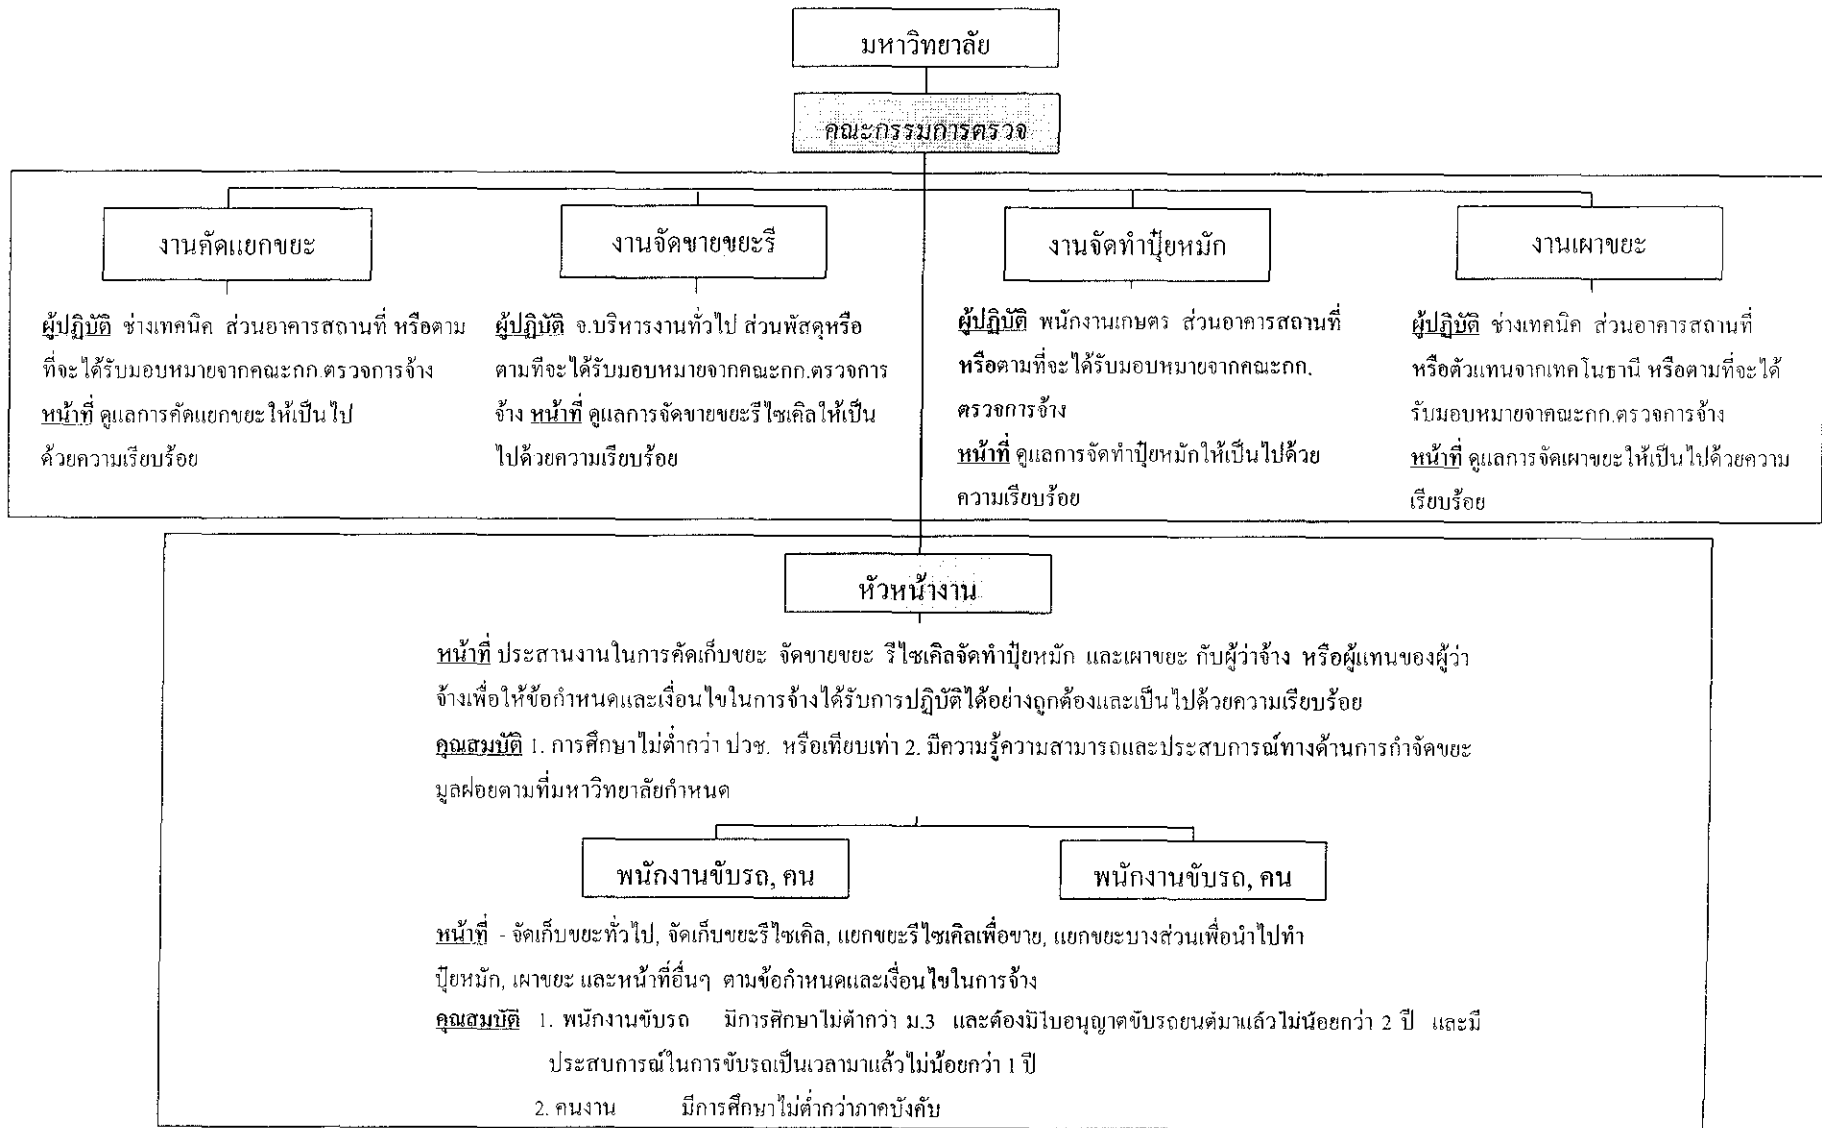 มหาวิทยาลัย
คณะกรรมการตรวจ
งานคัดแยกขยะ
ผู้ปฏิบัติ ช่างเทคนิค ส่วนอาคารสถานที่ หรือตาม
ที่จะได้รับมอบหมายจากคณะกก.ตรวจการจ้าง
หน้าที่ ดูแลการคัดแยกขยะให้เป็นไป
ด้วยความเรียบร้อย
งานจัดขายขยะรี
ผู้ปฏิบัติ จ.บริหารงานทั่วไป ส่วนพัสดุหรือ
ตามที่จะได้รับมอบหมายจากคณะกก.ตรวจการ
จ้าง หน้าที่ ดูแลการจัดขายขยะรีไซเคิลให้เป็น
ไปด้วยความเรียบร้อย
งานจัดทำปุ๋ยหมัก
ผู้ปฏิบัติ พนักงานเกษตร ส่วนอาคารสถานที่
หรือตามที่จะได้รับมอบหมายจากคณะกก.
ตรวจการจ้าง
หน้าที่ ดูแลการจัดทำปุ๋ยหมักให้เป็นไปด้วย
ความเรียบร้อย
งานเผาขยะ
ผู้ปฏิบัติ ช่างเทคนิค ส่วนอาคารสถานที่
หรือตัวแทนจากเทคโนธานี หรือตามที่จะได้
รับมอบหมายจาคณะกก.ตรวจการจ้าง
หน้าที่ ดูแลการจัดเผาขยะให้เป็นไปด้วยความ
เรียบร้อย
หัวหน้างาน
หน้าที่ ประสานงานในการคัดเก็บขยะ จัดขายขยะ รีไซเคิลจัดทำปุ๋ยหมัก และเผาขยะ กับผู้ว่าจ้าง หรือผู้แทนของผู้ว่า
จ้างเพื่อให้ข้อกำหนดและเงื่อนไขในการจ้างได้รับการปฏิบัติได้อย่างถูกต้องและเป็นไปด้วยความเรียบร้อย
คุณสมบัติ 1. การศึกษาไม่ต่ำกว่า ปวช. หรือเทียบเท่า 2. มีความรู้ความสามารถและประสบการณ์ทางด้านการกำจัดขยะ
มูลฝอยตามที่มหาวิทยาลัยกำหนด
พนักงานขับรถ, คน
พนักงานขับรถ, คน
หน้าที่ - จัดเก็บขยะทั่วไป, จัดเก็บขยะรีไซเคิล, แยกขยะรีไซเคิลเพื่อขาย, แยกขยะบางส่วนเพื่อนำไปทำ
ปุ๋ยหมัก, เผาขยะ และหน้าที่อื่นๆ ตามข้อกำหนดและเงื่อนไขในการจ้าง
คุณสมบัติ 1. พนักงานขับรถ มีการศึกษาไม่ต่ำกว่า ม.3 และต้องมีใบอนุญาตขับรถยนต์มาแล้วไม่น้อยกว่า 2 ปี และมี
ประสบการณ์ในการขับรถเป็นเวลามาแล้วไม่น้อยกว่า 1 ปี
2. คนงาน มีการศึกษาไม่ต่ำกว่าภาคบังคับ